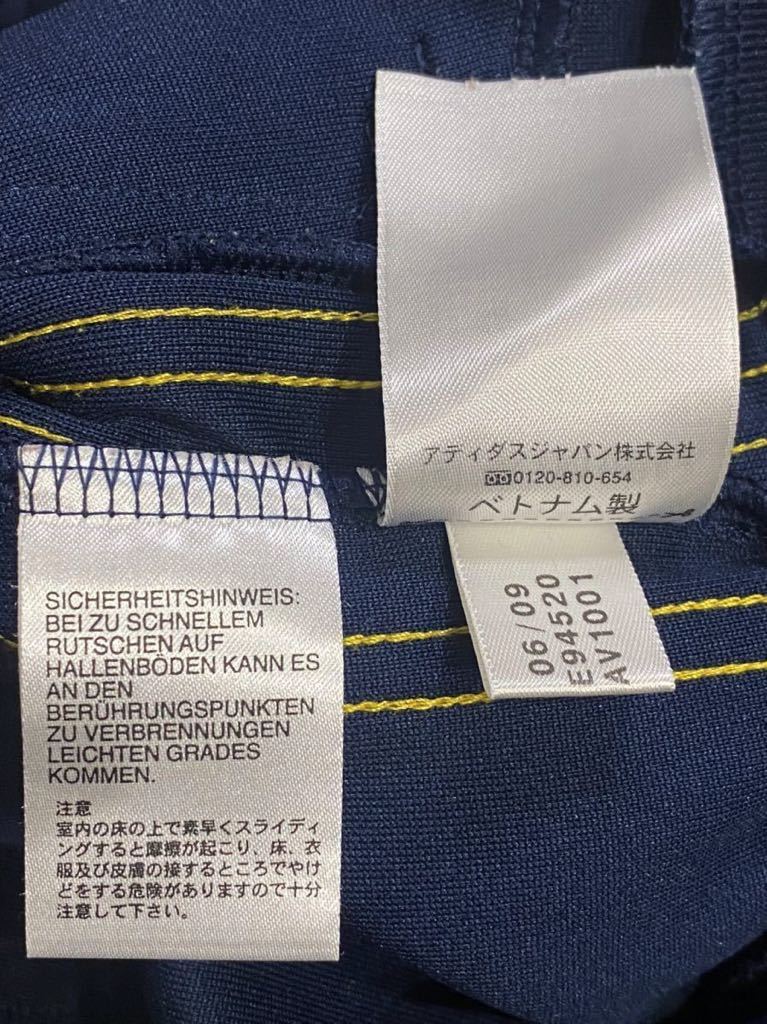 アディダスジャパン株式会社
0120-810-654
ベトナム製
06/09
E94520
AV1001
SICHERHEITSHINWEIS:
BEI ZU SCHNELLEM
RUTSCHEN AUF
HALLENBÖDEN KANN ES
AN DEN
BERÜHRUNGSPUNKTEN
ZU VERBRENNUNGEN
LEICHTEN GRADES
KOMMEN.
注意
室内の床の上で素早くスライディ
ングすると摩擦が起こり、床、衣
服及び皮膚の接するところでやけ
どをする危険がありますので十分
注意して下さい。